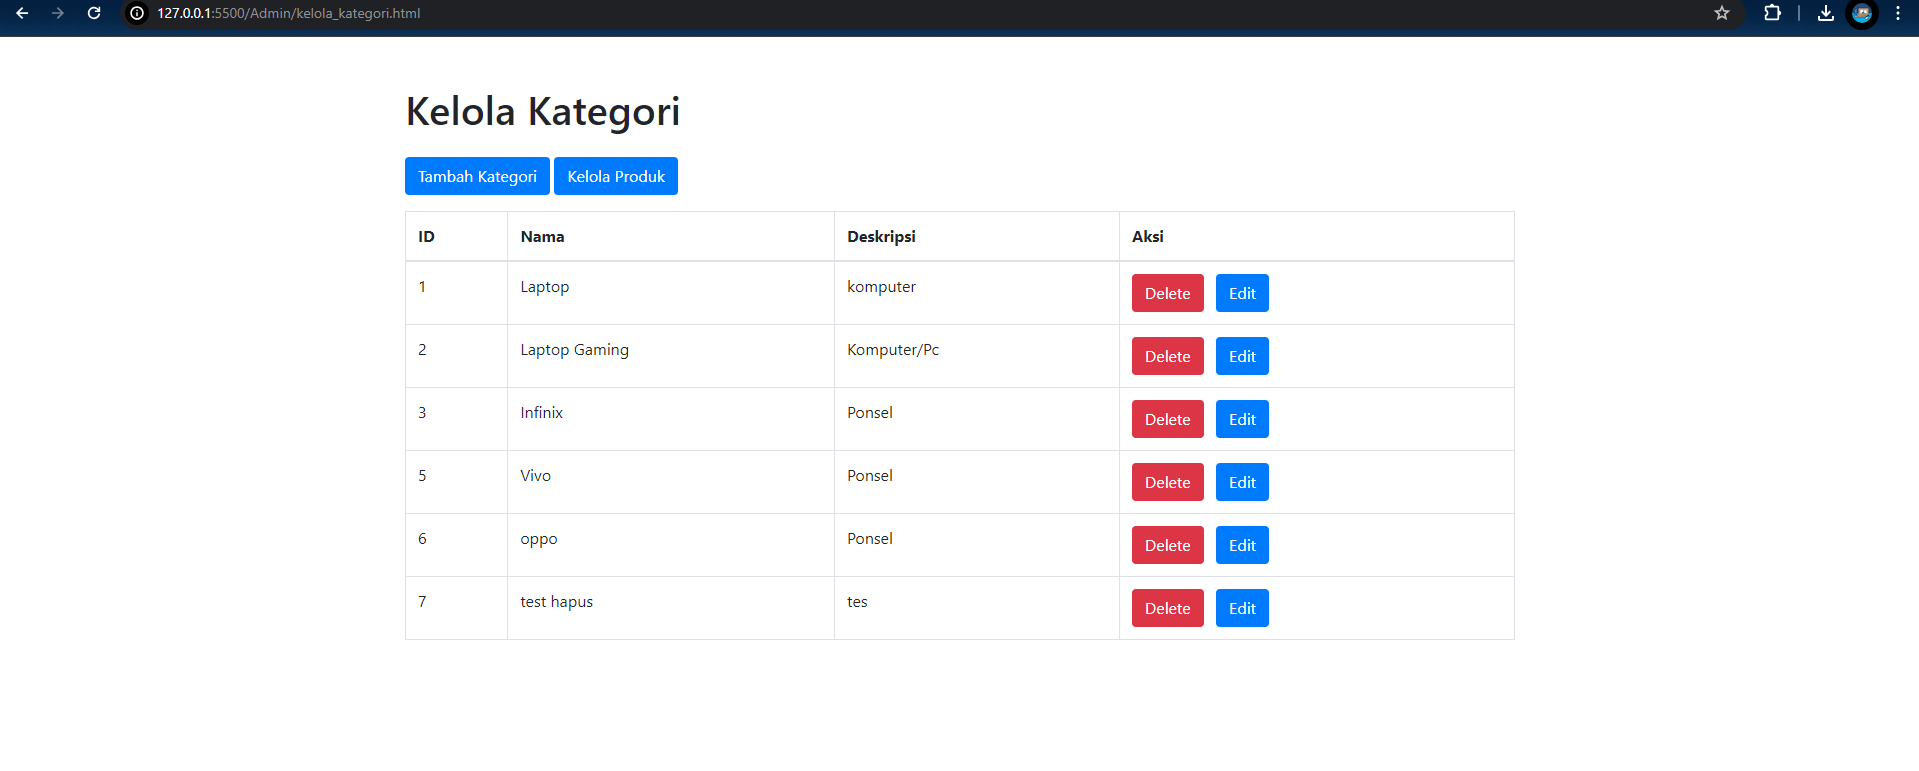 127.0.0.1:5500/Admin/kelola_kategori.html
Kelola Kategori
Tambah Kategori Kelola Produk
ID Nama Deskripsi Aksi
1 Laptop komputer Delete Edit
2 Laptop Gaming Komputer/Pc Delete Edit
3 Infinix Ponsel Delete Edit
5 Vivo Ponsel Delete Edit
6 oppo Ponsel Delete Edit
7 test hapus tes Delete Edit